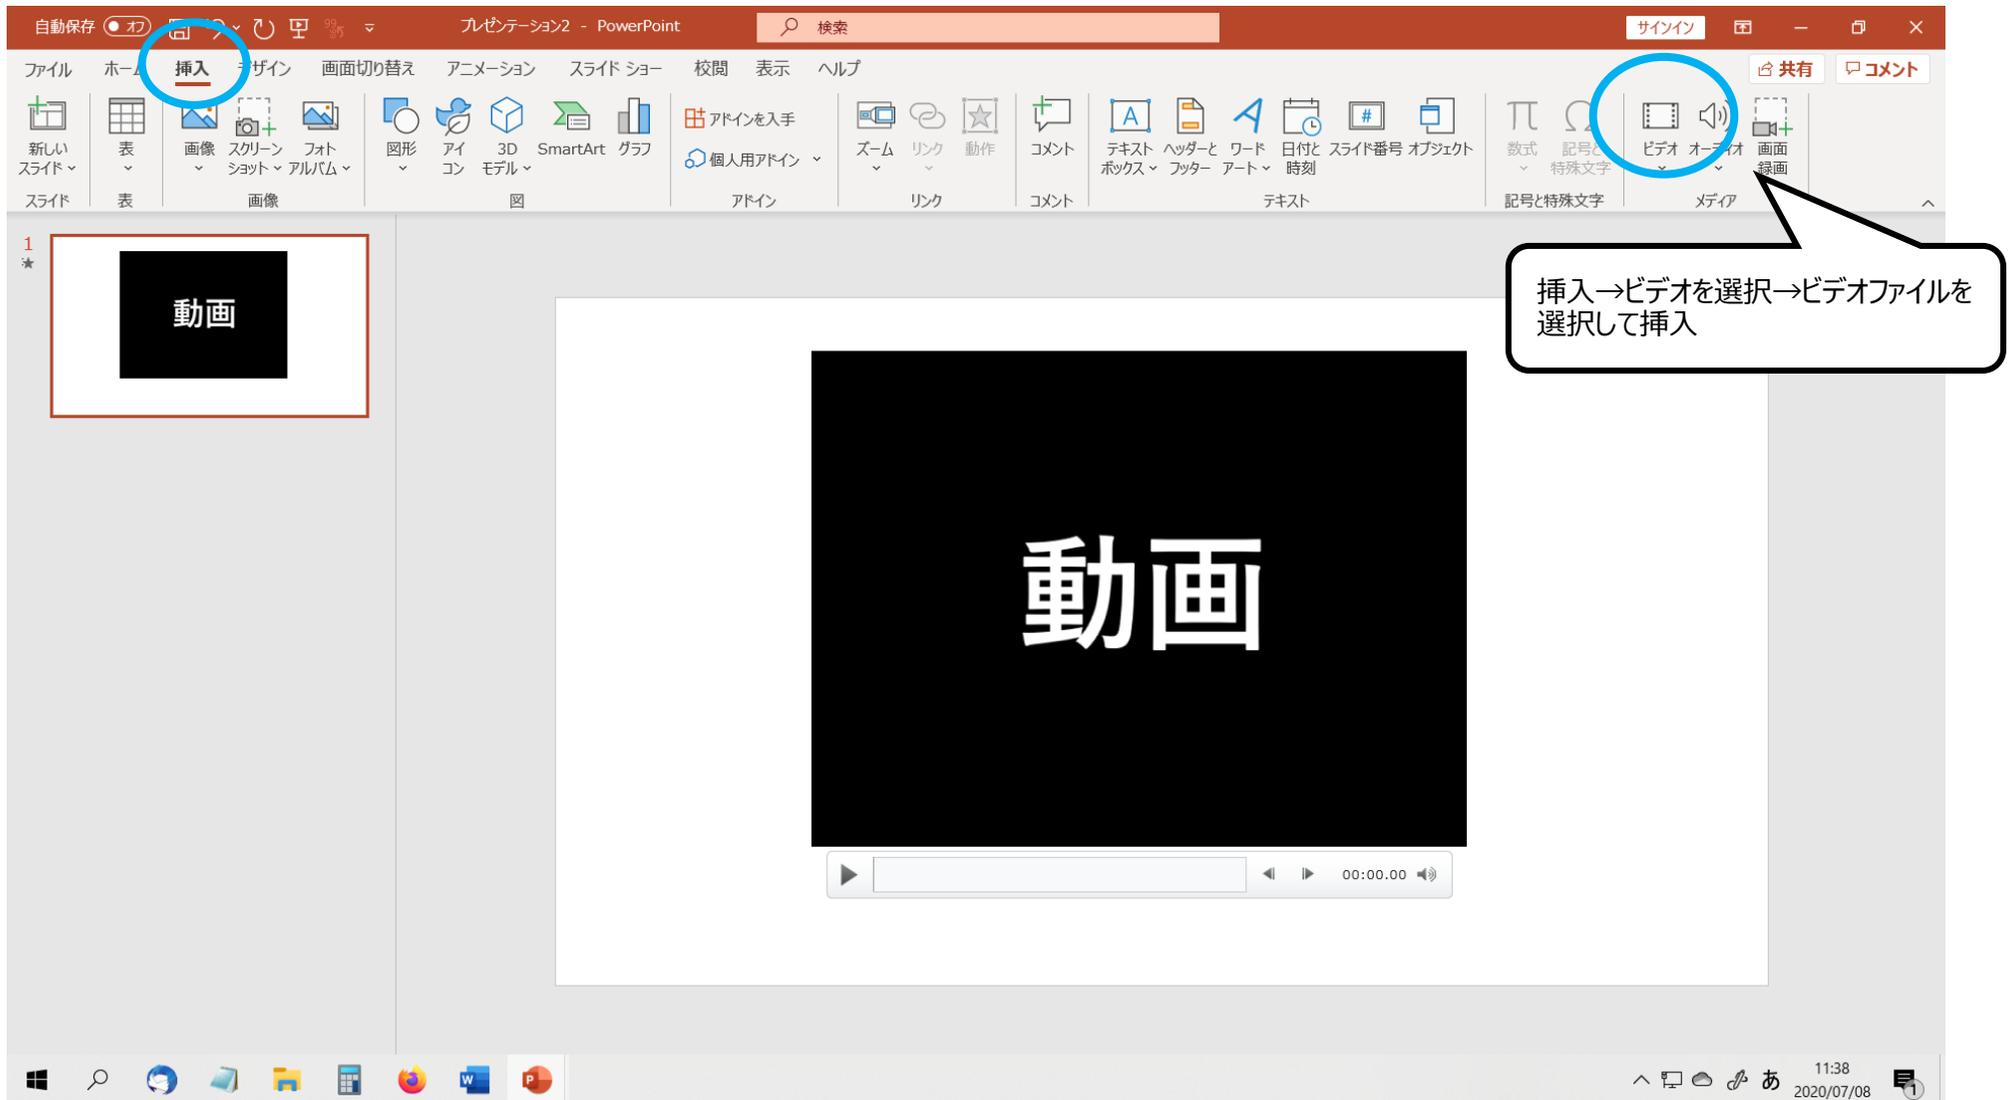 自動保存 オフ プレゼンテーション2 - PowerPoint 検索 サインイン
ファイル ホーム 挿入 デザイン 画面切り替え アニメーション スライド ショー 校閲 表示 ヘルプ 共有 コメント
新しい
スライド
表
画像
スクリーン
ショット
フォト
アルバム
図形
アイ
コン
3D
モデル
SmartArt
グラフ
アドインを入手
個人用アドイン
ズーム
リンク
動作
コメント
テキスト
ボックス
ヘッダーと
フッター
ワード
アート
日付と
時刻
スライド番号
#
オブジェクト
数式
記号と
特殊文字
ビデオ
オーディオ
画面
録画
スライド 表 画像 図 アドイン リンク コメント テキスト 記号と特殊文字 メディア
挿入→ビデオを選択→ビデオファイルを
選択して挿入
1
動画
動画
00:00.00
あ
11:38
2020/07/08
1